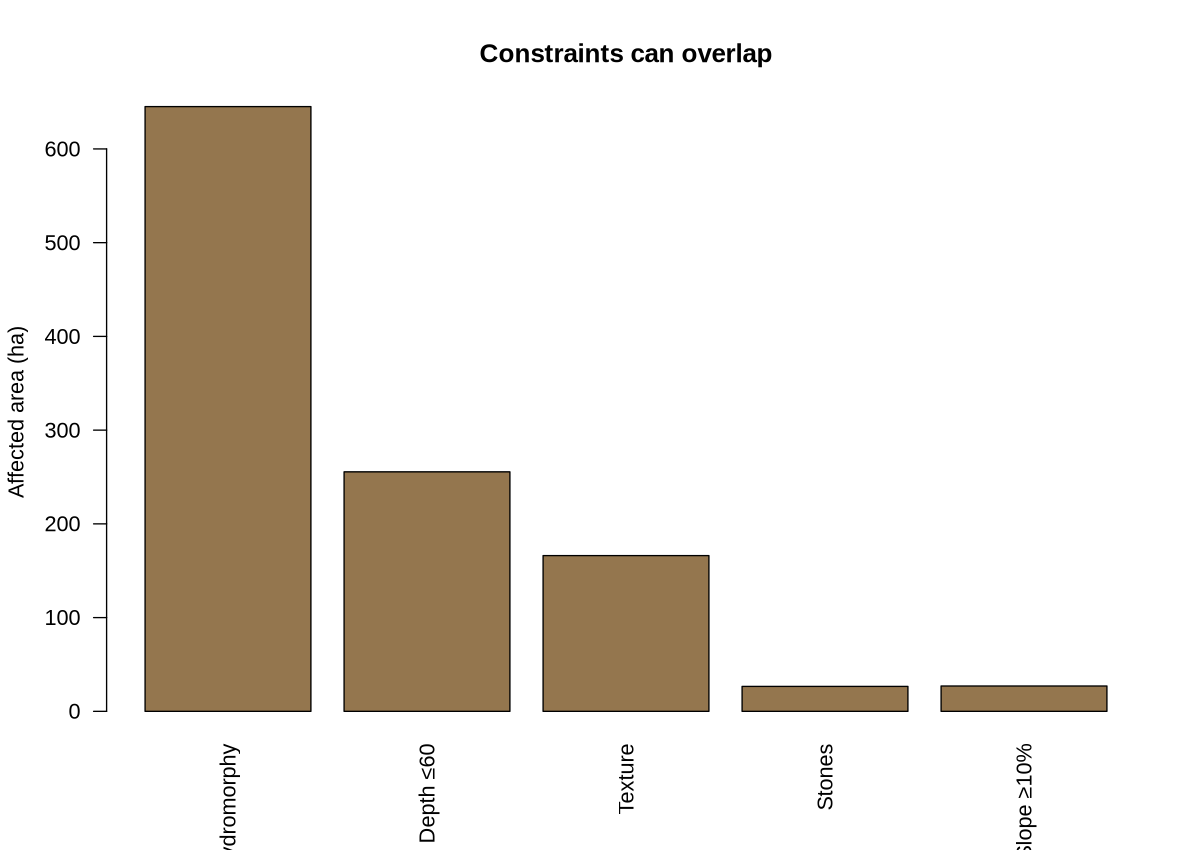 Constraints can overlap
Affected area (ha)
600
500
400
300
200
100
0
ydromorphy
Depth ≤60
Texture
Stones
Slope ≥10%